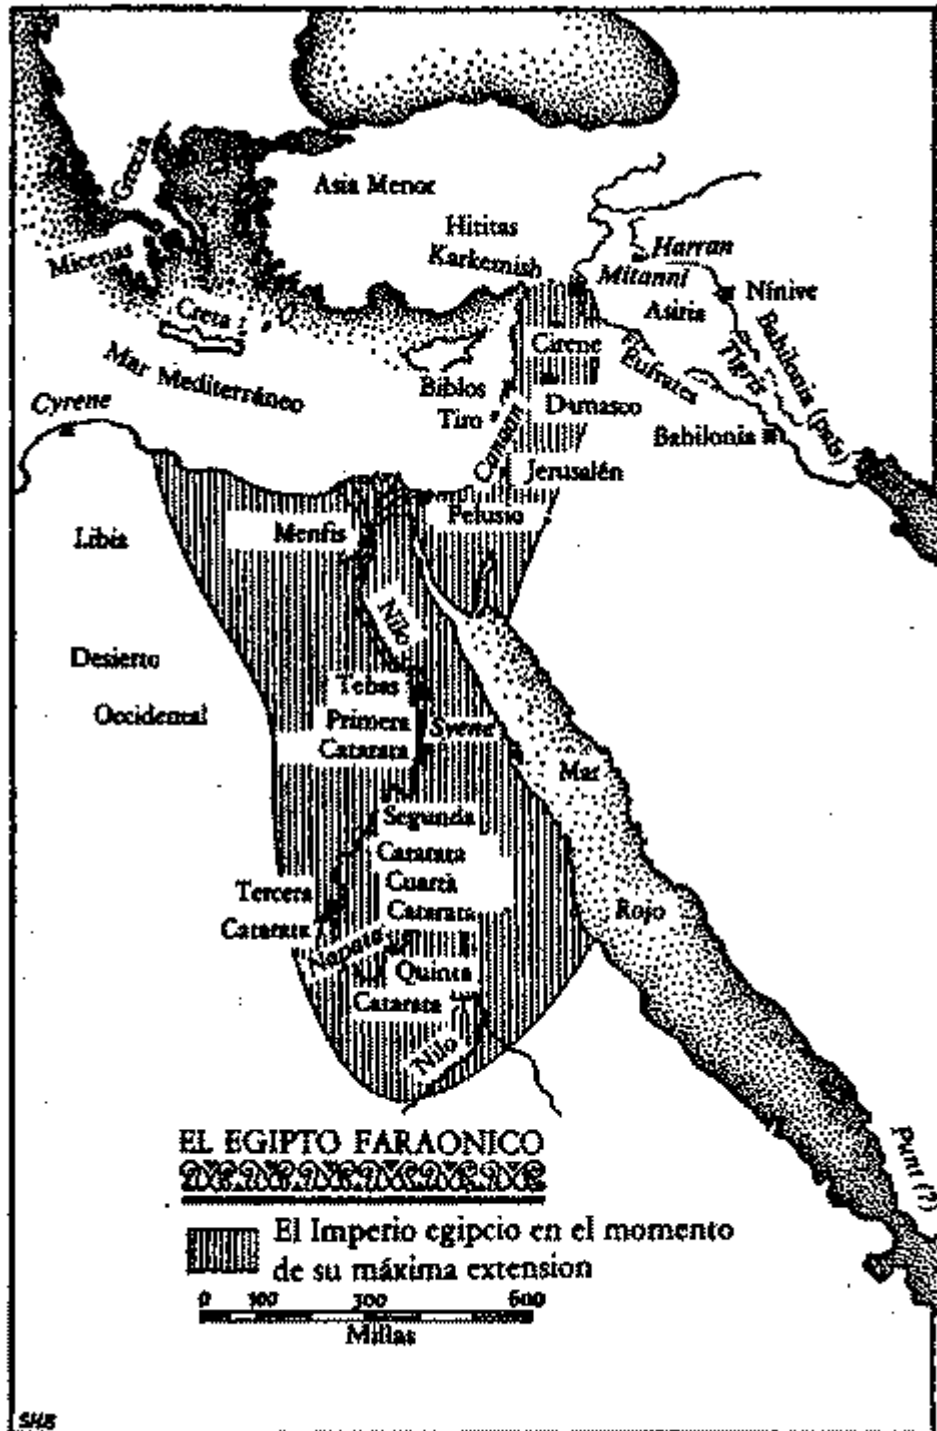 Grecia
Asia Menor
Hititas
Karkemish
Harran
Mitanni
Micenas
Nínive
Asiria
Creta
Cirene
Babilonia (país)
Tigris
Eufrates
Mar Mediterráneo
Biblos
Tiro
Damasco
Cyrene
Canaán
Babilonia
Jerusalén
Pelusio
Menfis
Libia
Nilo
Desierto
Occidental
Tebas
Primera
Catarata
Syene
Mar
Rojo
Segunda
Catarata
Cuarta
Catarata
Tercera
Catarata
Napata
Quinta
Catarata
Nilo
Punt (?)
EL EGIPTO FARAONICO
El Imperio egipcio en el momento
de su máxima extension
0 100 300 600
Millas
SHB